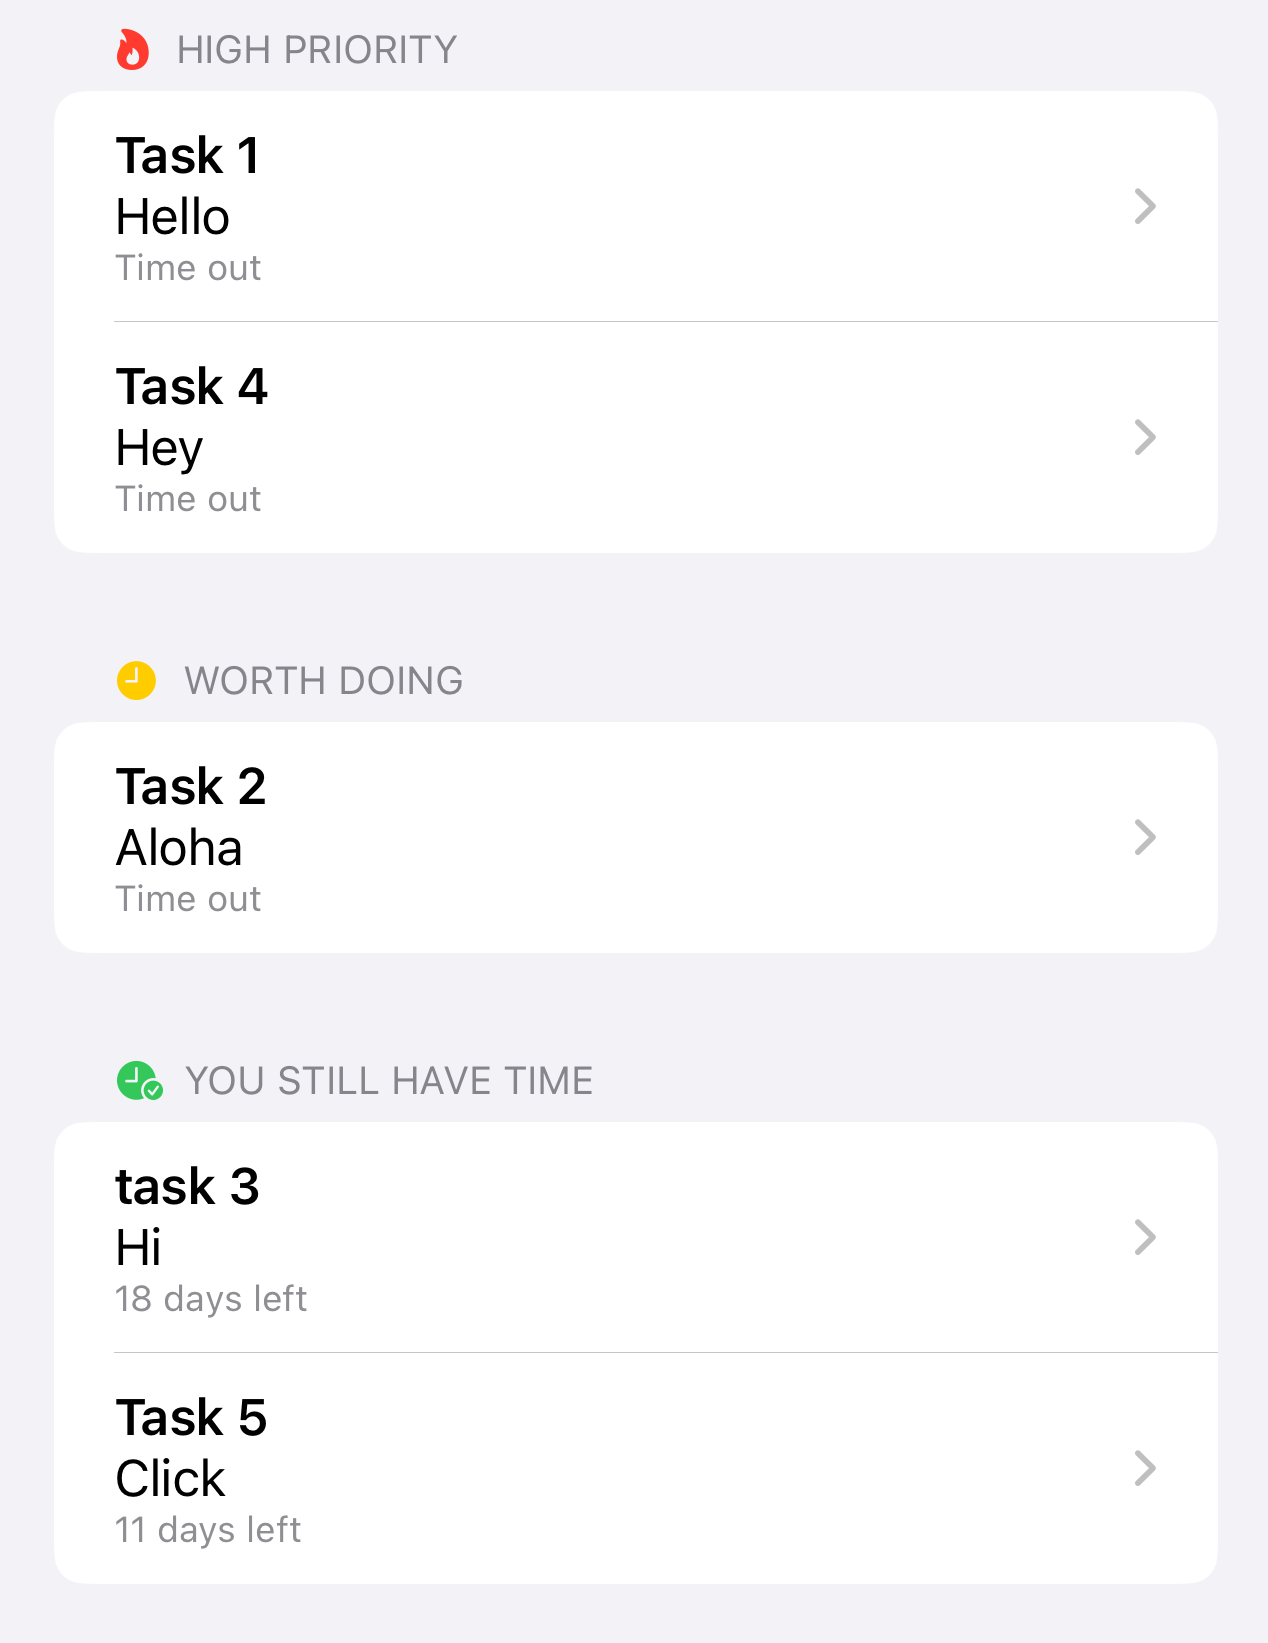 HIGH PRIORITY
Task 1
Hello
Time out
Task 4
Hey
Time out
WORTH DOING
Task 2
Aloha
Time out
YOU STILL HAVE TIME
task 3
Hi
18 days left
Task 5
Click
11 days left